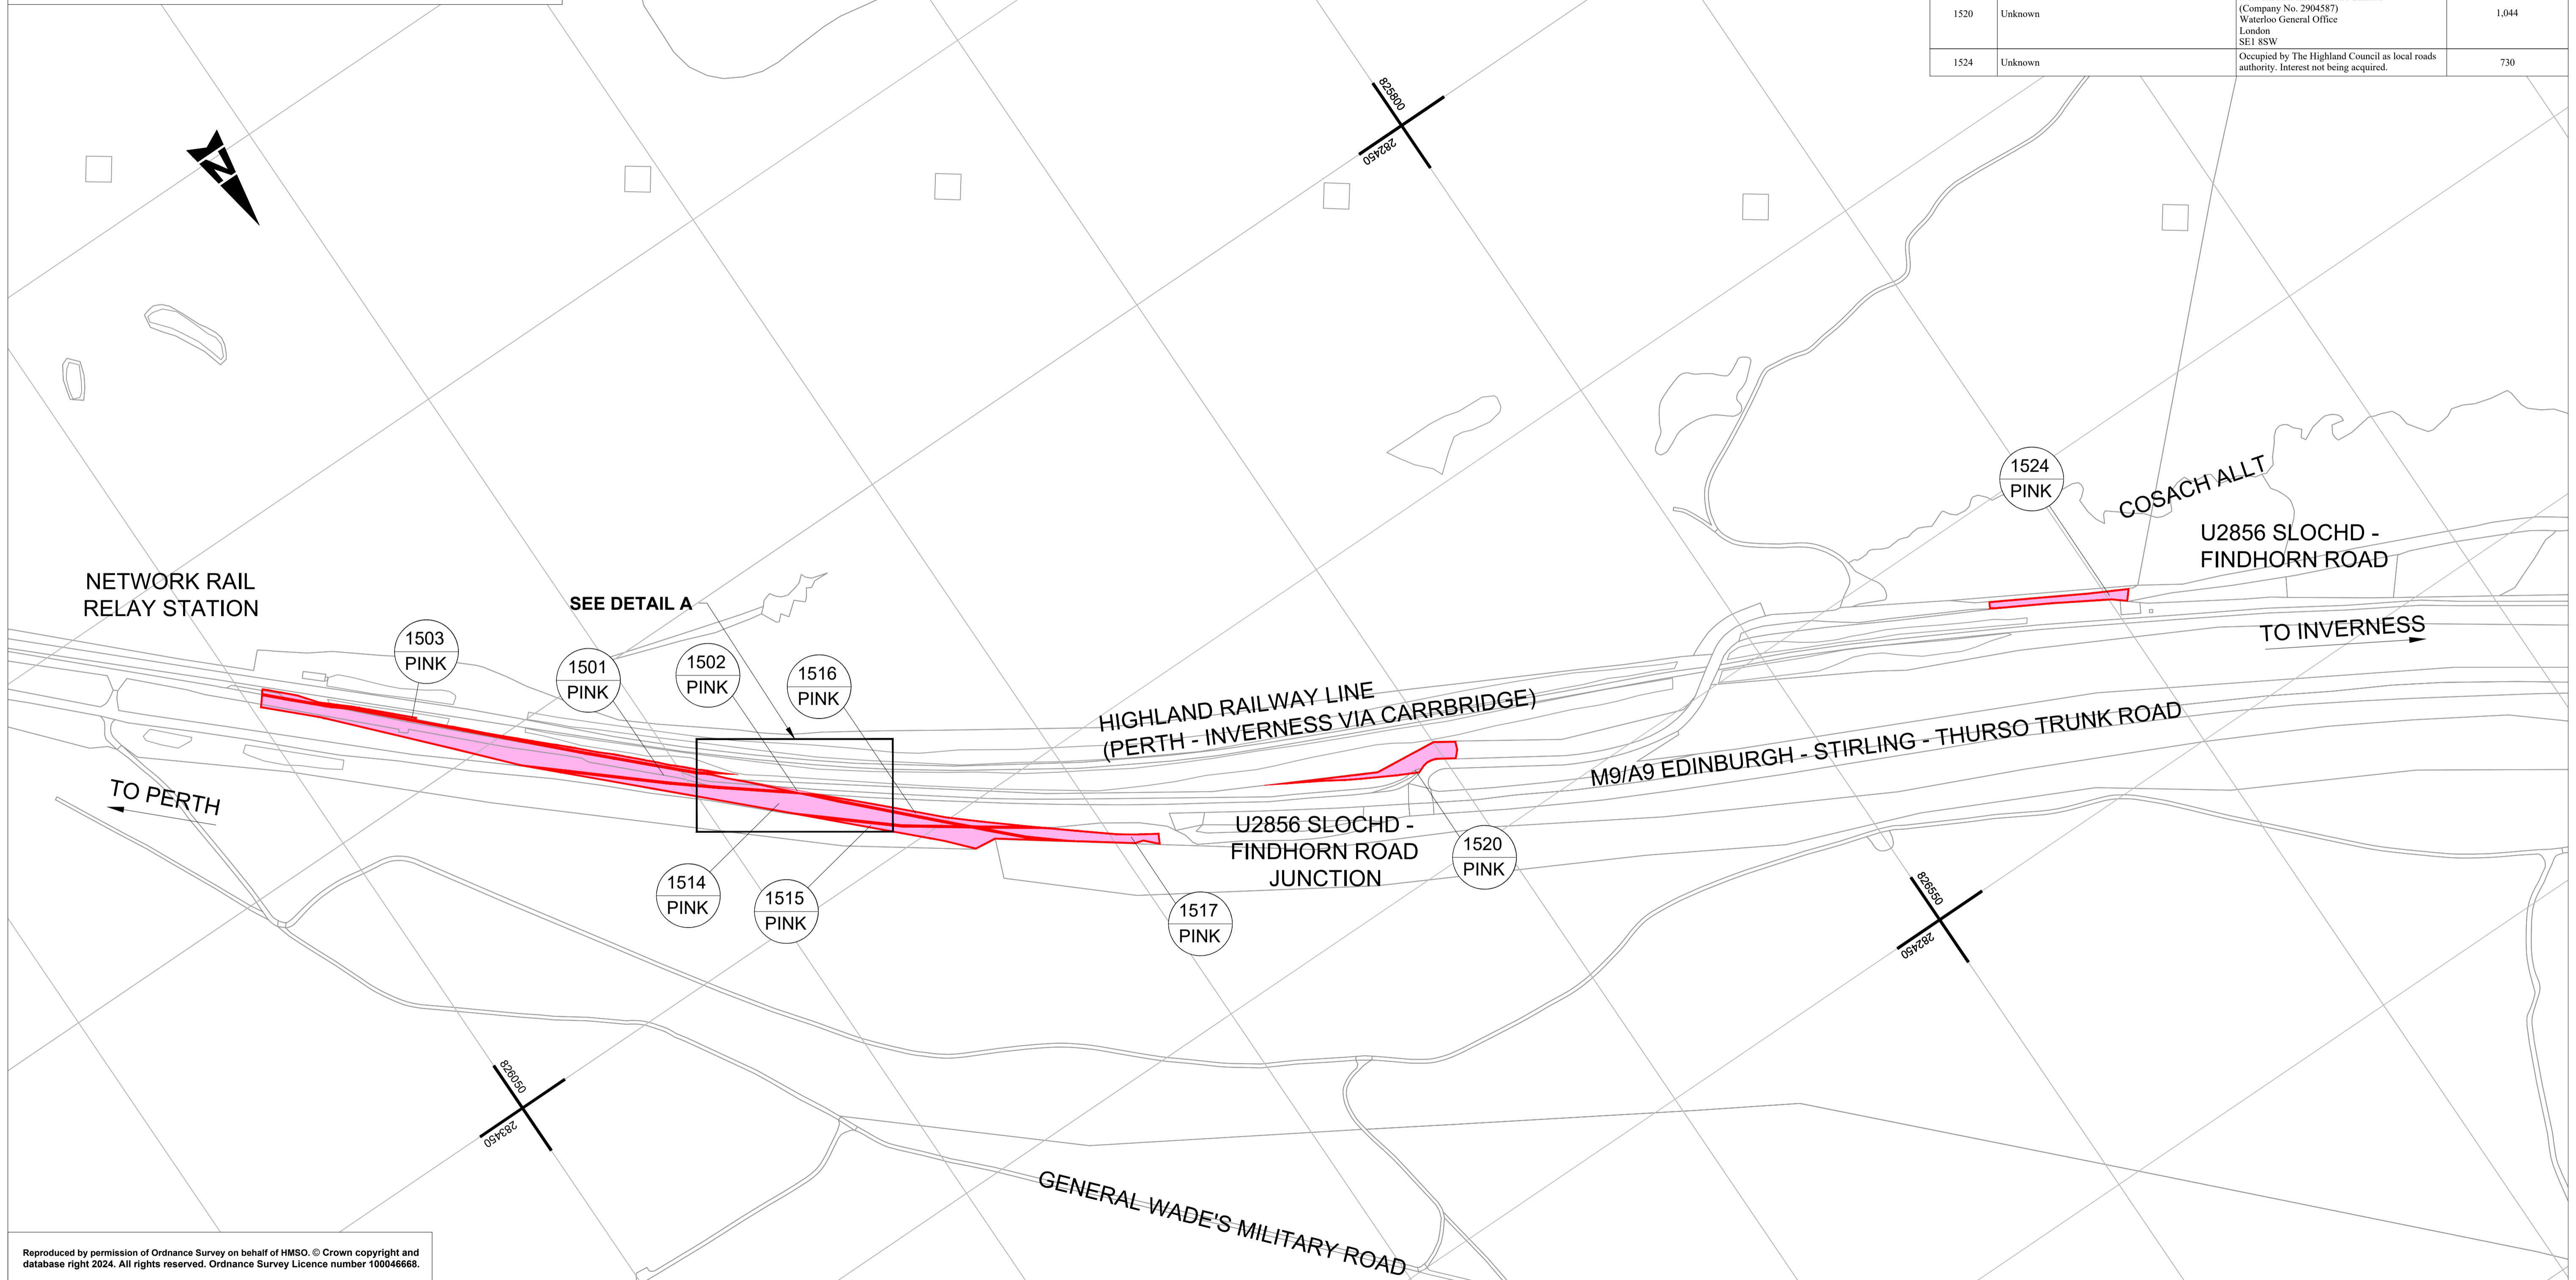 1520
Unknown
(Company No. 2904587)
Waterloo General Office
London
SE1 8SW
1,044
1524
Unknown
Occupied by The Highland Council as local roads
authority. Interest not being acquired.
730
N
825800
282450
1524
PINK
COSACH ALLT
U2856 SLOCHD -
FINDHORN ROAD
NETWORK RAIL
RELAY STATION
SEE DETAIL A
1503
PINK
1501
PINK
1502
PINK
1516
PINK
TO INVERNESS
HIGHLAND RAILWAY LINE
(PERTH - INVERNESS VIA CARRBRIDGE)
M9/A9 EDINBURGH - STIRLING - THURSO TRUNK ROAD
TO PERTH
U2856 SLOCHD -
FINDHORN ROAD
JUNCTION
1520
PINK
1514
PINK
1515
PINK
1517
PINK
826550
282450
826050
283450
GENERAL WADE'S MILITARY ROAD
Reproduced by permission of Ordnance Survey on behalf of HMSO. © Crown copyright and
database right 2024. All rights reserved. Ordnance Survey Licence number 100046668.